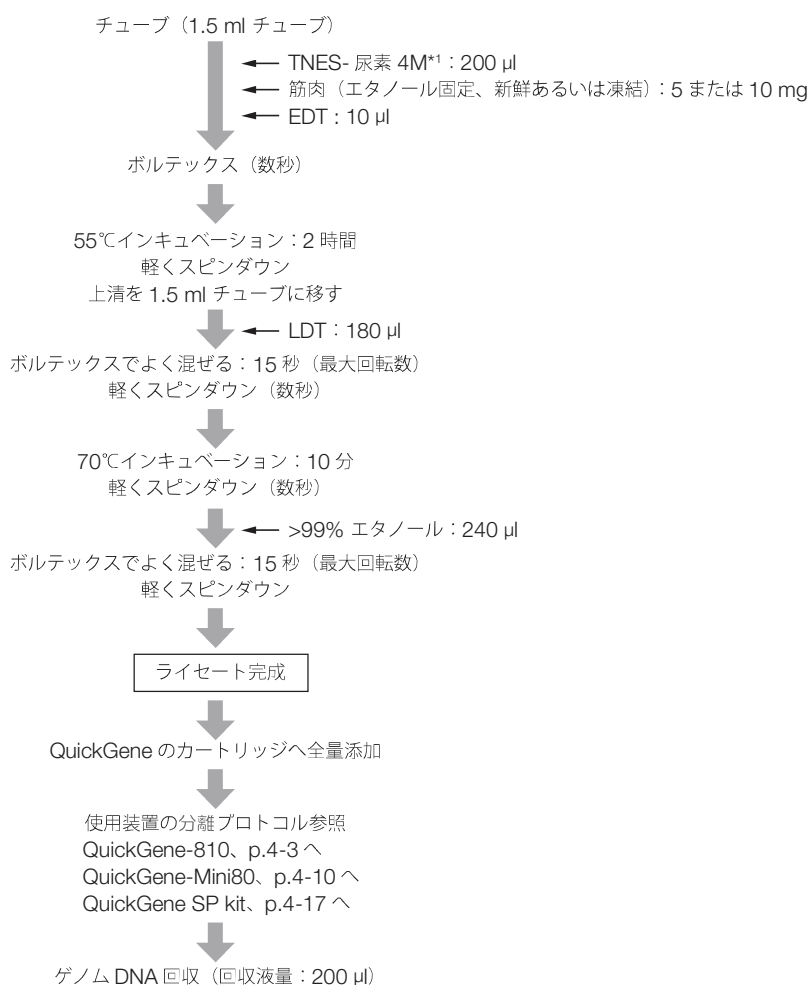 チューブ（1.5 ml チューブ）
TNES- 尿素 4M*1：200 µl
筋肉（エタノール固定、新鮮あるいは凍結）：5 または 10 mg
EDT : 10 µl
ボルテックス（数秒）
55℃インキュベーション：2 時間
軽くスピンダウン
上清を 1.5 ml チューブに移す
LDT：180 µl
ボルテックスでよく混ぜる：15 秒（最大回転数）
軽くスピンダウン（数秒）
70℃インキュベーション：10 分
軽くスピンダウン（数秒）
>99% エタノール：240 µl
ボルテックスでよく混ぜる：15 秒（最大回転数）
軽くスピンダウン
ライセート完成
QuickGene のカートリッジへ全量添加
使用装置の分離プロトコル参照
QuickGene-810、p.4-3 へ
QuickGene-Mini80、p.4-10 へ
QuickGene SP kit、p.4-17 へ
ゲノム DNA 回収（回収液量：200 µl）